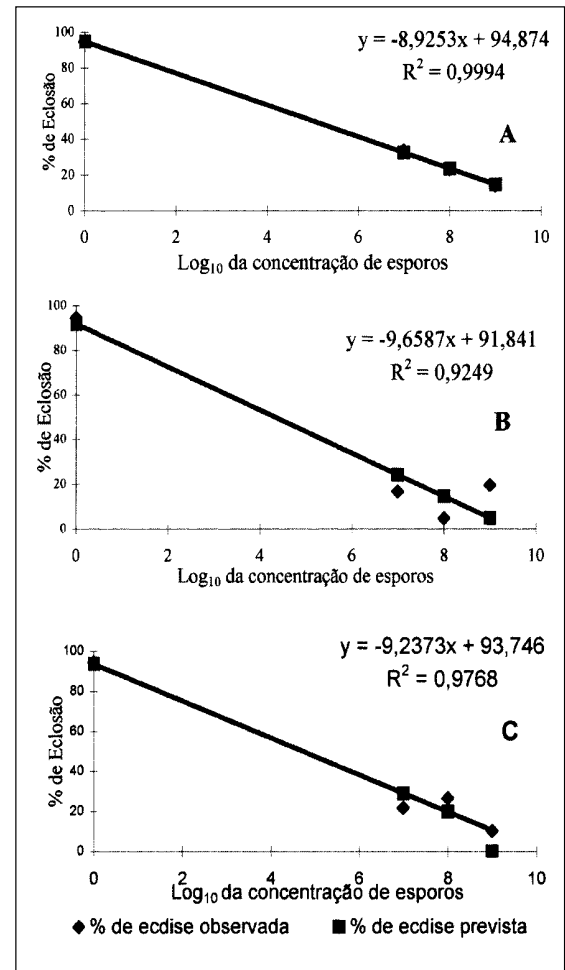 y = -8,9253x + 94,874
R² = 0,9994
A
% de Eclosão
100
80
60
40
20
0
0 2 4 6 8 10
Log₁₀ da concentração de esporos
y = -9,6587x + 91,841
R² = 0,9249
B
% de Eclosão
100
80
60
40
20
0
0 2 4 6 8 10
Log₁₀ da concentração de esporos
y = -9,2373x + 93,746
R² = 0,9768
C
% de Eclosão
100
80
60
40
20
0
0 2 4 6 8 10
Log₁₀ da concentração de esporos
◆ % de ecdise observada ■ % de ecdise prevista